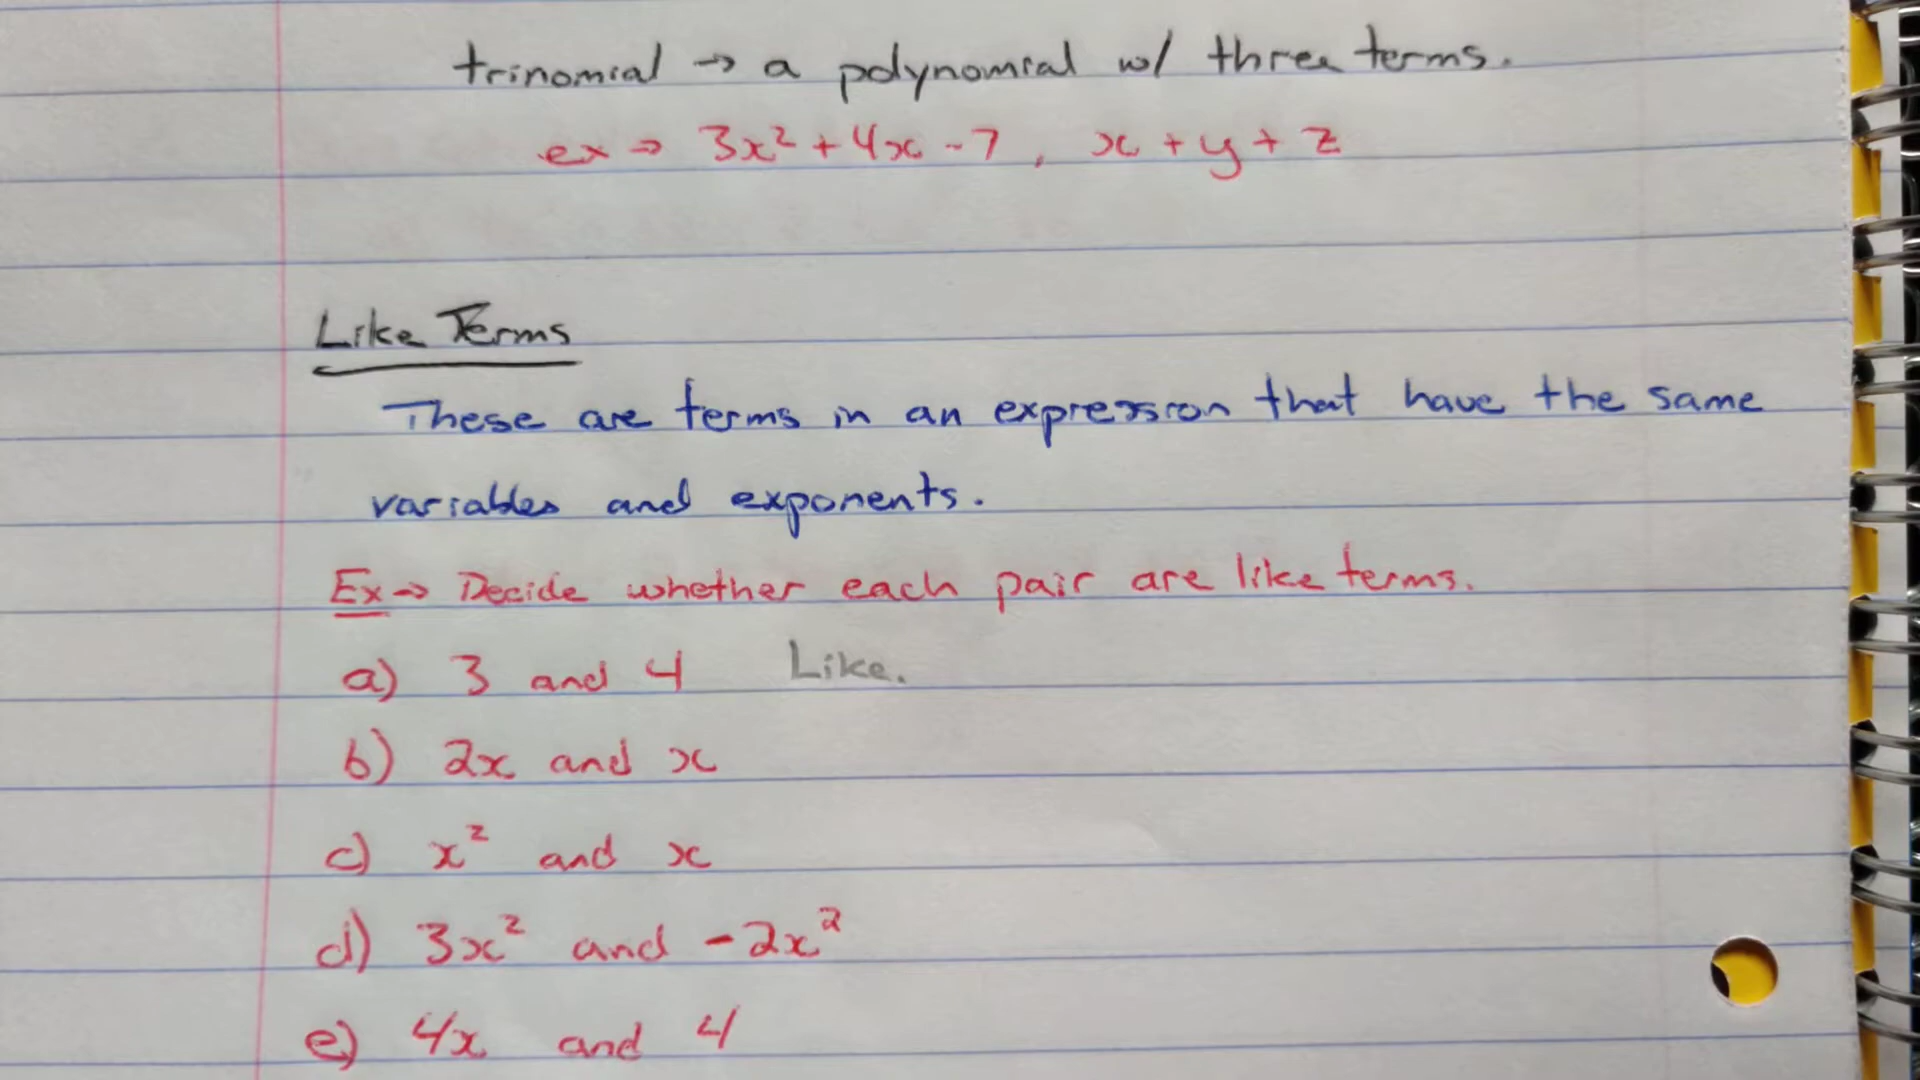 trinomial → a polynomial w/ three terms.
ex → 3x² + 4x - 7, x + y + z
Like Terms
These are terms in an expression that have the same
variables and exponents.
Ex → Decide whether each pair are like terms.
a) 3 and 4 Like.
b) 2x and x
c) x² and x
d) 3x² and -2x²
e) 4x and 4